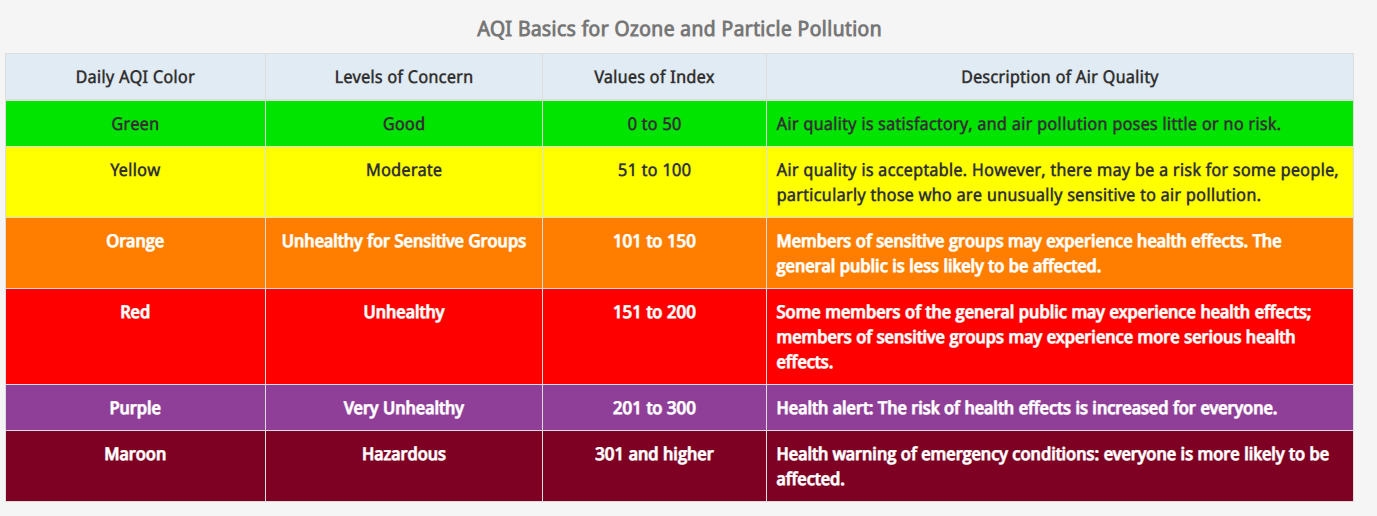 AQI Basics for Ozone and Particle Pollution
Daily AQI Color Levels of Concern Values of Index Description of Air Quality
Green Good 0 to 50 Air quality is satisfactory, and air pollution poses little or no risk.
Yellow Moderate 51 to 100 Air quality is acceptable. However, there may be a risk for some people,
particularly those who are unusually sensitive to air pollution.
Orange Unhealthy for Sensitive Groups 101 to 150 Members of sensitive groups may experience health effects. The
general public is less likely to be affected.
Red Unhealthy 151 to 200 Some members of the general public may experience health effects;
members of sensitive groups may experience more serious health
effects.
Purple Very Unhealthy 201 to 300 Health alert: The risk of health effects is increased for everyone.
Maroon Hazardous 301 and higher Health warning of emergency conditions: everyone is more likely to be
affected.